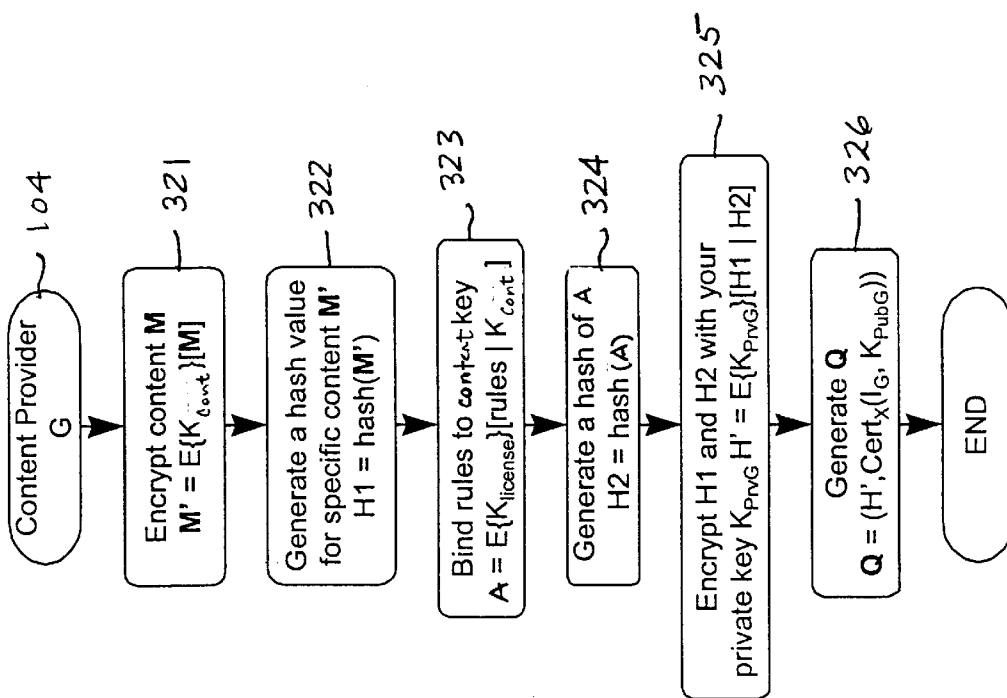 Content Provider
G
104
Encrypt content M
M' = E{K_cont}[M]
321
Generate a hash value
for specific content M'
H1 = hash(M')
322
Bind rules to content key
A = E{K_license}[rules | K_cont]
323
Generate a hash of A
H2 = hash(A)
324
Encrypt H1 and H2 with your
private key K_PrvG H' = E{K_PrvG}[H1 | H2]
325
Generate Q
Q = (H',Cert_X(I_G, K_PubG))
326
END